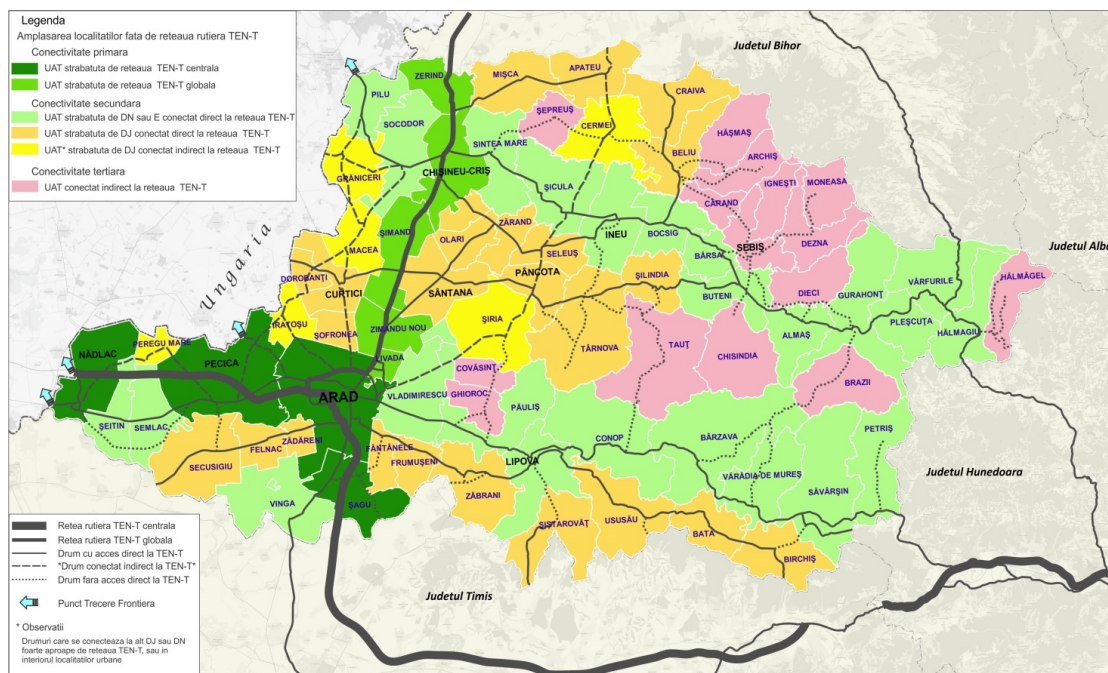 Legenda
Amplasarea localitatilor fata de reteaua rutiera TEN-T
Conectivitate primara
UAT strabatuta de reteaua TEN-T centrala
UAT strabatuta de reteaua TEN-T globala
Conectivitate secundara
UAT strabatuta de DN sau E conectat direct la reteaua TEN-T
UAT strabatuta de DJ conectat direct la reteaua TEN-T
UAT* strabatuta de DJ conectat indirect la reteaua TEN-T
Conectivitate tertiara
UAT conectat indirect la reteaua TEN-T
Judetul Bihor
ZERIND
MIȘCA
APATEU
PILU
CRAIVA
SOCODOR
ȘEPREUȘ
CERMEI
HĂȘMAȘ
SINTEA MARE
BELIU
ARCHIȘ
CHIȘINEU-CRIȘ
GRĂNICERI
IGNEȘTI
MONEASA
ȘICULA
CĂRAND
ZĂRAND
ȘIMAND
INEU
BOCSIG
OLARI
SEBIȘ
DEZNA
Judetul Alba
MACEA
SELEUȘ
BÂRSA
Ungaria
DOROBANȚI
PÂNCOTA
ȘILINDIA
HĂLMĂGEL
CURTICI
SÂNTANA
BUTENI
DIECI
GURAHONȚ
VÂRFURILE
IRATOȘU
ȘIRIA
PLEȘCUȚA
ZIMANDU NOU
ȘOFRONEA
ALMAȘ
HĂLMAGIU
PEREGU MARE
TÂRNOVA
TAUȚ
NĂDLAC
PECICA
LIVADA
CHISINDIA
COVĂSINȚ
BRAZII
ARAD
VLADIMIRESCU
GHIOROC
PĂULIȘ
ȘEITIN
SEMLAC
PETRIȘ
CONOP
BÂRZAVA
ZĂDĂRENI
FÂNTÂNELE
FELNAC
FRUMUȘENI
LIPOVA
SECUSIGIU
Judetul Hunedoara
VĂRĂDIA DE MUREȘ
ZĂBRANI
SĂVÂRȘIN
VINGA
ȘAGU
ȘIȘTAROVĂȚ
USUSĂU
BATA
BIRCHIȘ
Judetul Timis
Retea rutiera TEN-T centrala
Retea rutiera TEN-T globala
Drum cu acces direct la TEN-T
*Drum conectat indirect la TEN-T*
Drum fara acces direct la TEN-T
Punct Trecere Frontiera
* Observatii
Drumuri care se conecteaza la alt DJ sau DN
foarte aproape de reteaua TEN-T, sau in
interiorul localitatilor urbane